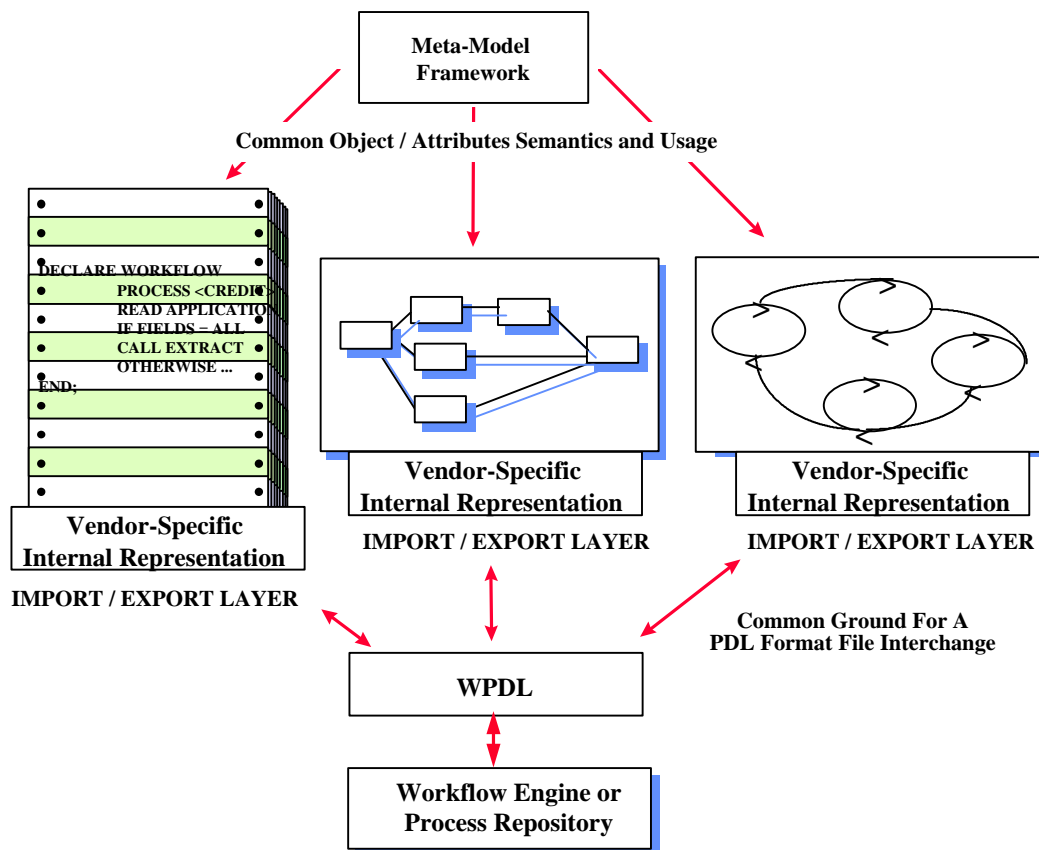 Meta-Model
Framework
Common Object / Attributes Semantics and Usage
DECLARE WORKFLOW
PROCESS <CREDIT>
READ APPLICATION
IF FIELDS = ALL
CALL EXTRACT
OTHERWISE ...
END;
Vendor-Specific
Internal Representation
IMPORT / EXPORT LAYER
Vendor-Specific
Internal Representation
IMPORT / EXPORT LAYER
Vendor-Specific
Internal Representation
IMPORT / EXPORT LAYER
Common Ground For A
PDL Format File Interchange
WPDL
Workflow Engine or
Process Repository